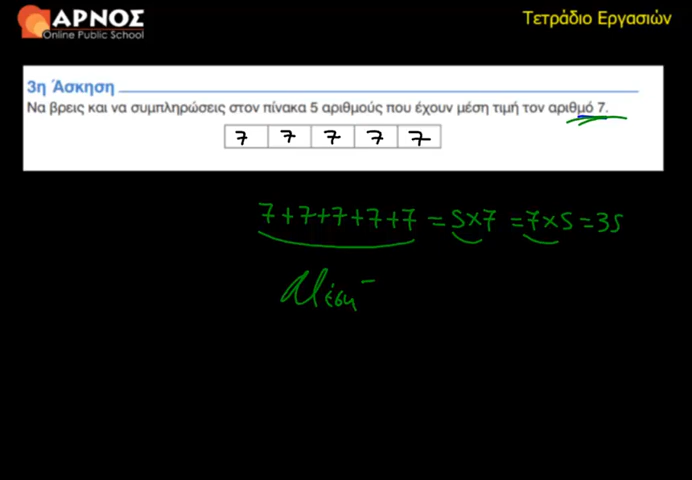 ΑΡΝΟΣ
Online Public School
Τετράδιο Εργασιών
3η Άσκηση
Να βρεις και να συμπληρώσεις στον πίνακα 5 αριθμούς που έχουν μέση τιμή τον αριθμό 7.
7 7 7 7 7
7+7+7+7+7 = 5×7 = 7×5 = 35
Μέση